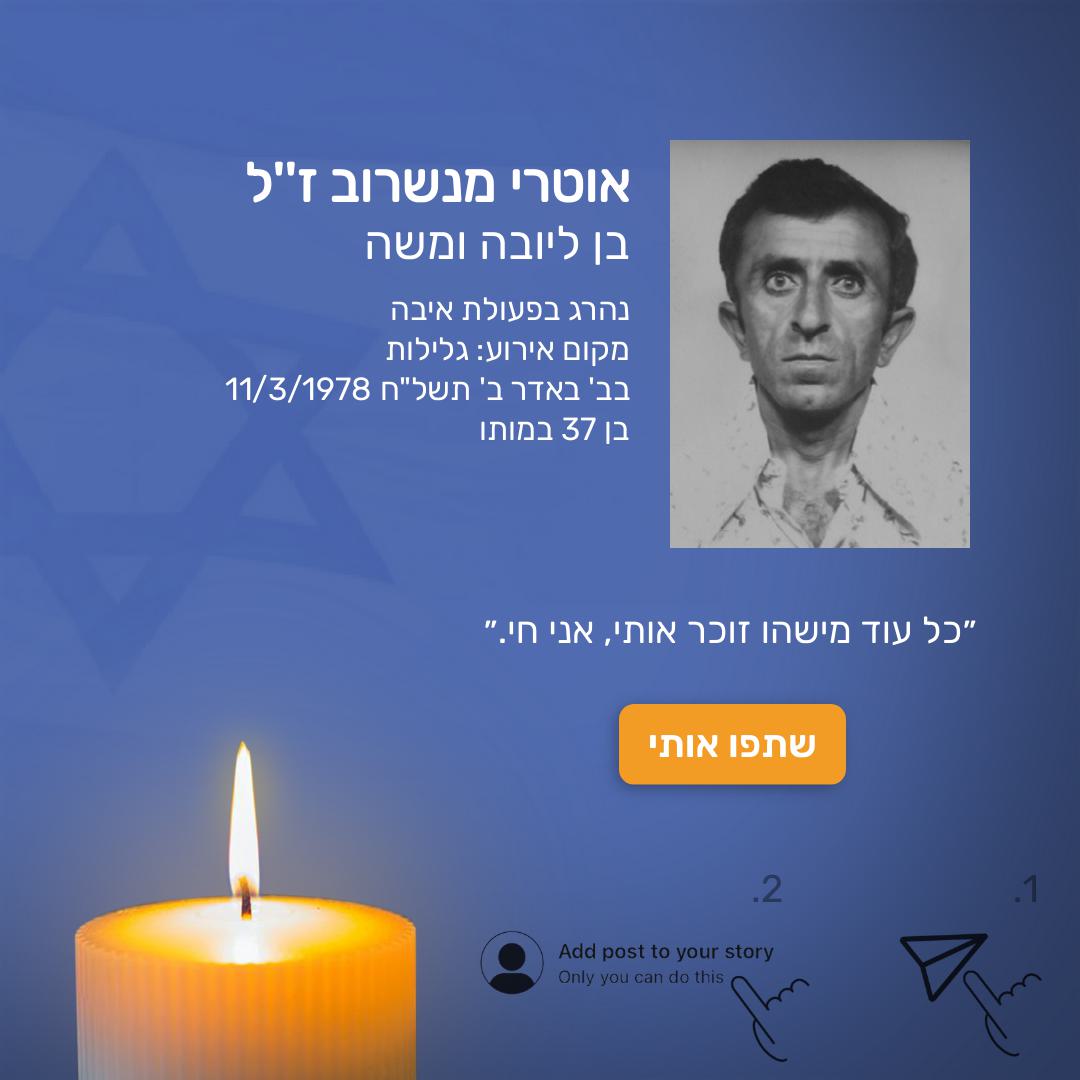 אוטרי מנשרוב ז"ל
בן ליובה ומשה
נהרג בפעולת איבה
מקום אירוע: גלילות
בב' באדר ב' תשל"ח 11/3/1978
בן 37 במותו
״כל עוד מישהו זוכר אותי, אני חי.״
שתפו אותי
.1
.2
Add post to your story
Only you can do this